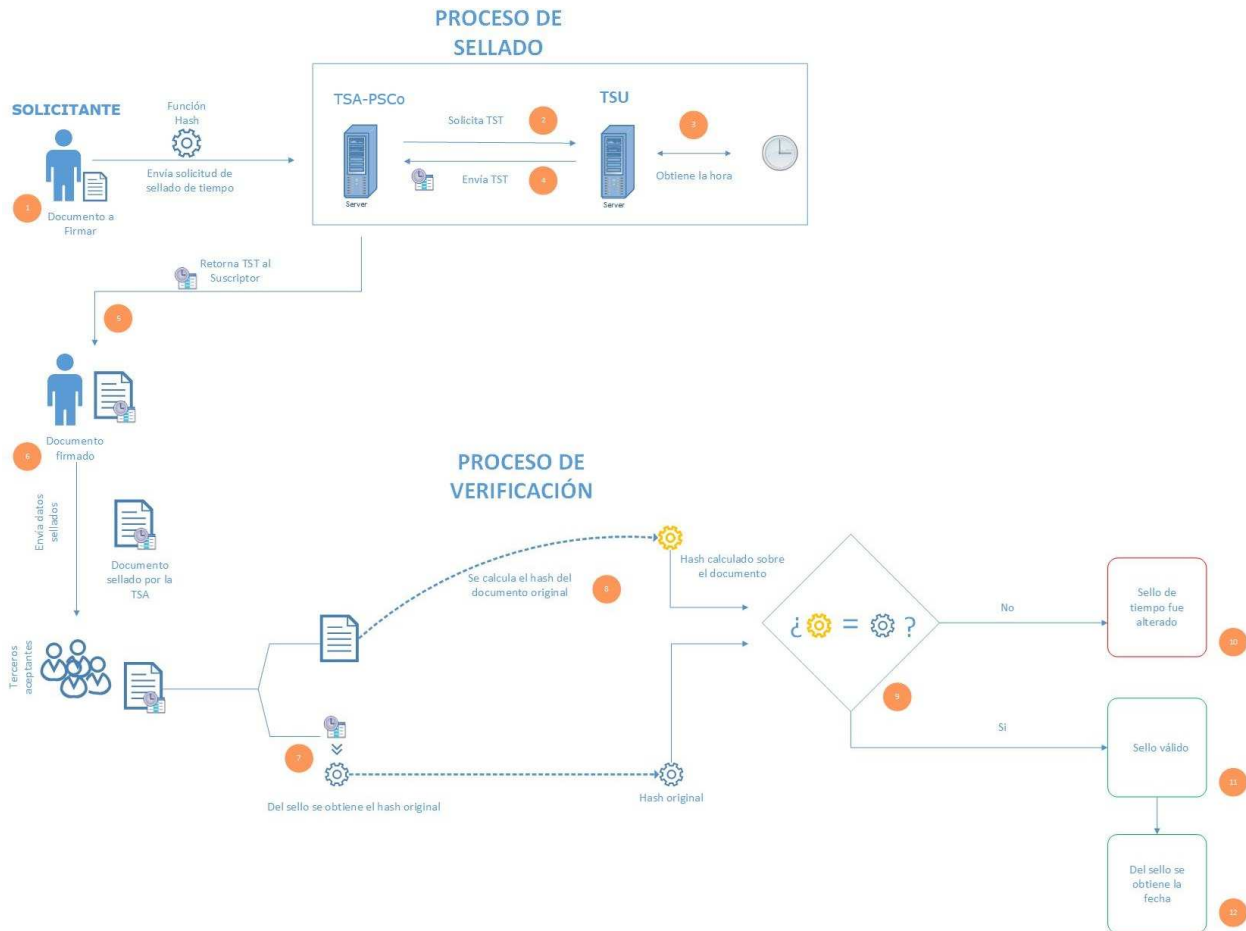 PROCESO DE
SELLADO
SOLICITANTE
Función
Hash
Envía solicitud de
sellado de tiempo
1
Documento a
Firmar
TSA-PSCo
Server
Solicita TST
2
Envía TST
4
TSU
Server
3
Obtiene la hora
Retorna TST al
Suscriptor
5
6
Documento
firmado
Envía datos
sellados
Documento
sellado por la
TSA
Terceros
aceptantes
PROCESO DE
VERIFICACIÓN
Se calcula el hash del
documento original
8
Hash calculado sobre
el documento
7
Del sello se obtiene el hash original
Hash original
¿ = ?
9
No
Sello de
tiempo fue
alterado
10
Si
Sello válido
11
Del sello se
obtiene la
fecha
12